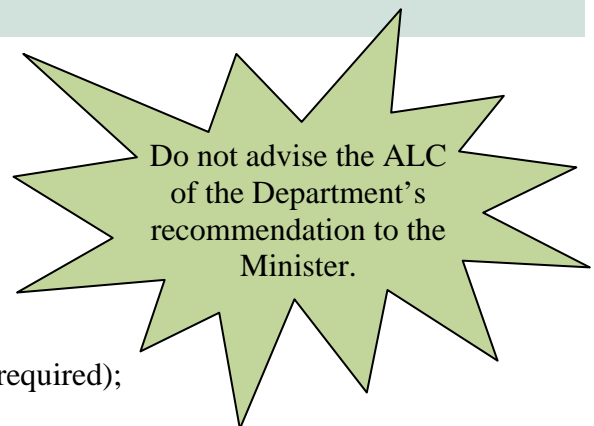 Do not advise the ALC
of the Department’s
recommendation to the
Minister.
required);